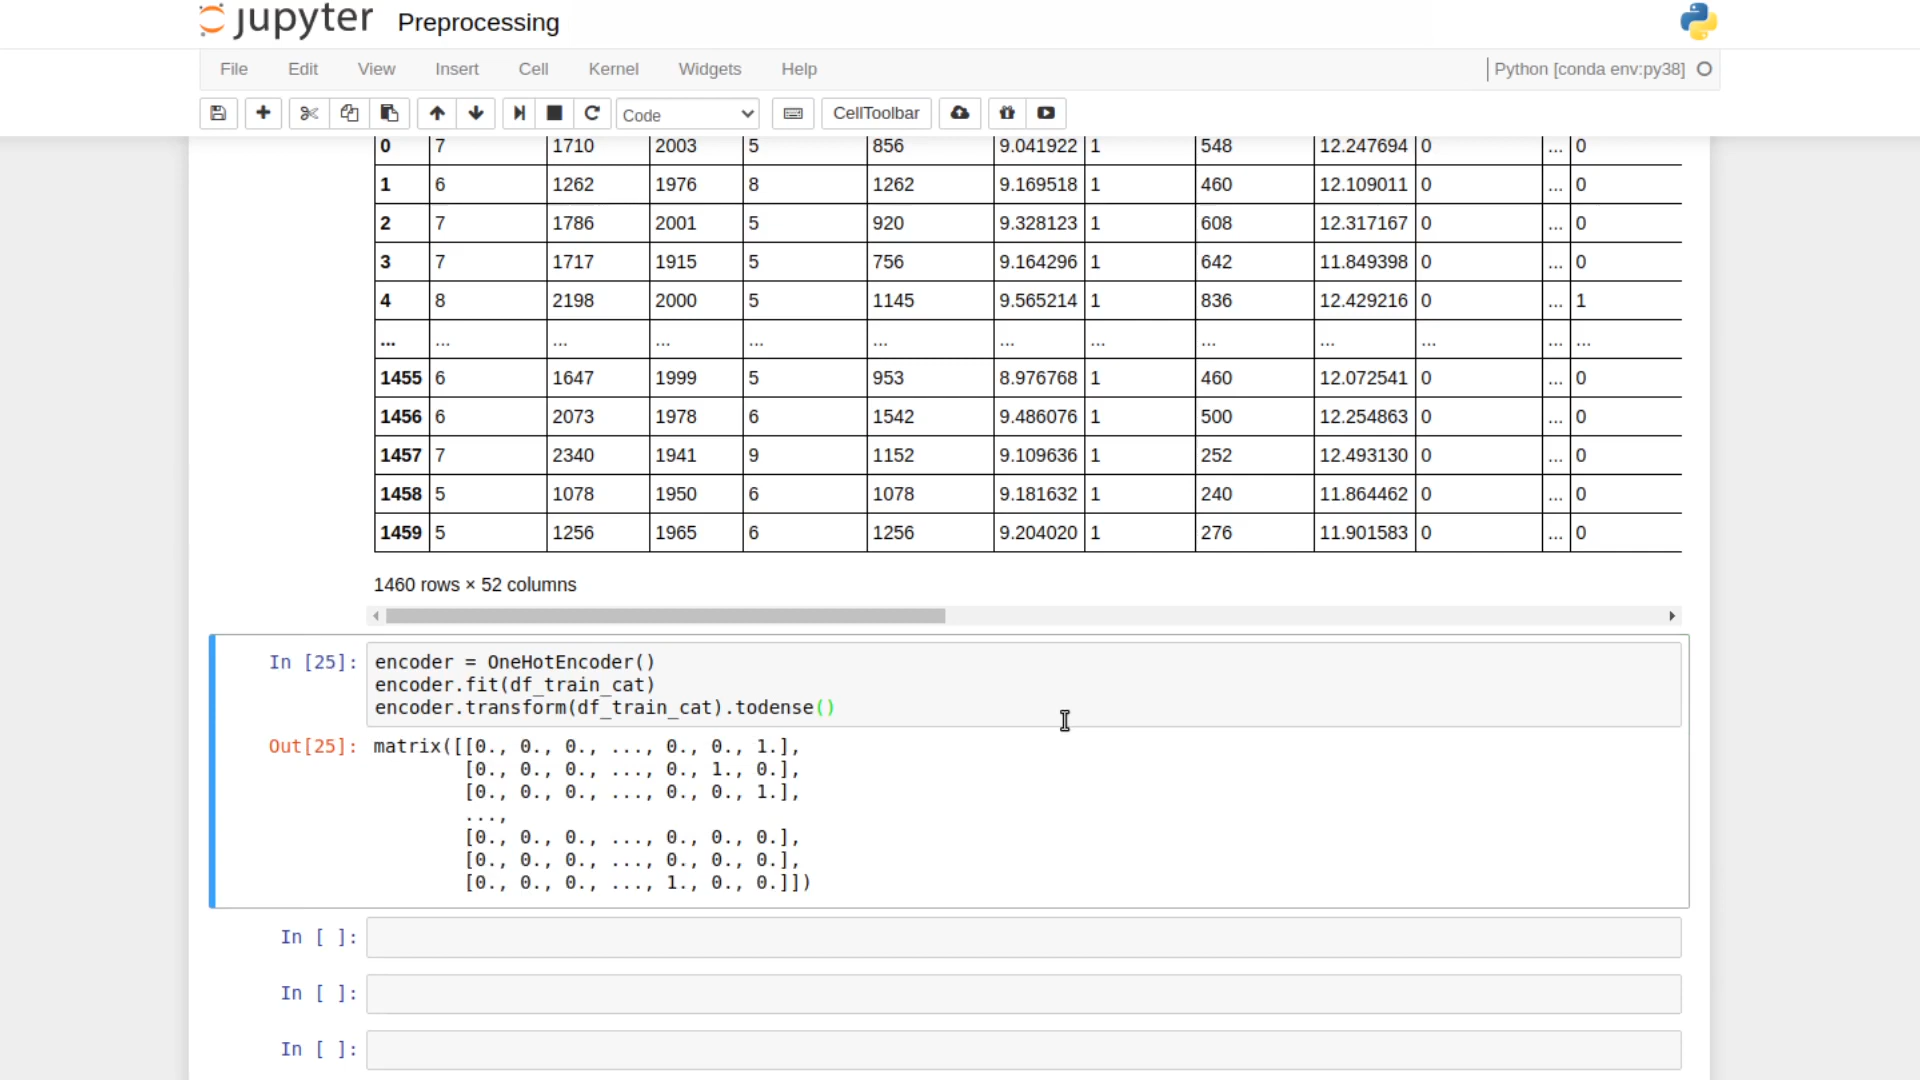 jupyter Preprocessing
File Edit View Insert Cell Kernel Widgets Help Python [conda env:py38]
Code CellToolbar
0 7 1710 2003 5 856 9.041922 1 548 12.247694 0 ... 0
1 6 1262 1976 8 1262 9.169518 1 460 12.109011 0 ... 0
2 7 1786 2001 5 920 9.328123 1 608 12.317167 0 ... 0
3 7 1717 1915 5 756 9.164296 1 642 11.849398 0 ... 0
4 8 2198 2000 5 1145 9.565214 1 836 12.429216 0 ... 1
... ... ... ... ... ... ... ... ... ... ... ... ...
1455 6 1647 1999 5 953 8.976768 1 460 12.072541 0 ... 0
1456 6 2073 1978 6 1542 9.486076 1 500 12.254863 0 ... 0
1457 7 2340 1941 9 1152 9.109636 1 252 12.493130 0 ... 0
1458 5 1078 1950 6 1078 9.181632 1 240 11.864462 0 ... 0
1459 5 1256 1965 6 1256 9.204020 1 276 11.901583 0 ... 0
1460 rows × 52 columns
In [25]: encoder = OneHotEncoder()
encoder.fit(df_train_cat)
encoder.transform(df_train_cat).todense()
Out[25]: matrix([[0., 0., 0., ..., 0., 0., 1.],
[0., 0., 0., ..., 0., 1., 0.],
[0., 0., 0., ..., 0., 0., 1.],
...,
[0., 0., 0., ..., 0., 0., 0.],
[0., 0., 0., ..., 0., 0., 0.],
[0., 0., 0., ..., 1., 0., 0.]])
In [ ]:
In [ ]:
In [ ]: